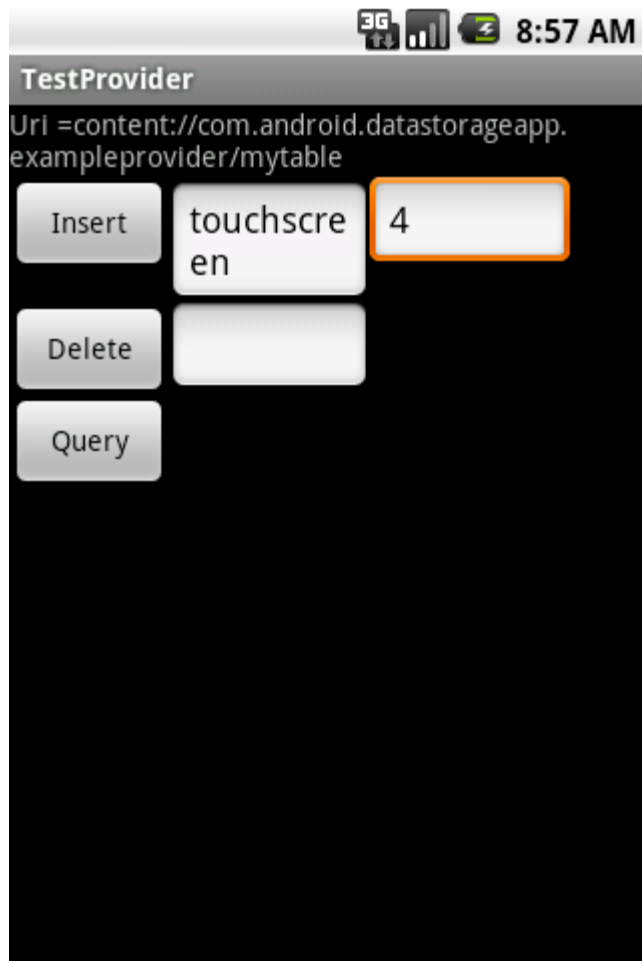 3G 8:57 AM
TestProvider
Uri =content://com.android.datastorageapp.
exampleprovider/mytable
Insert touchscre 4
en
Delete
Query